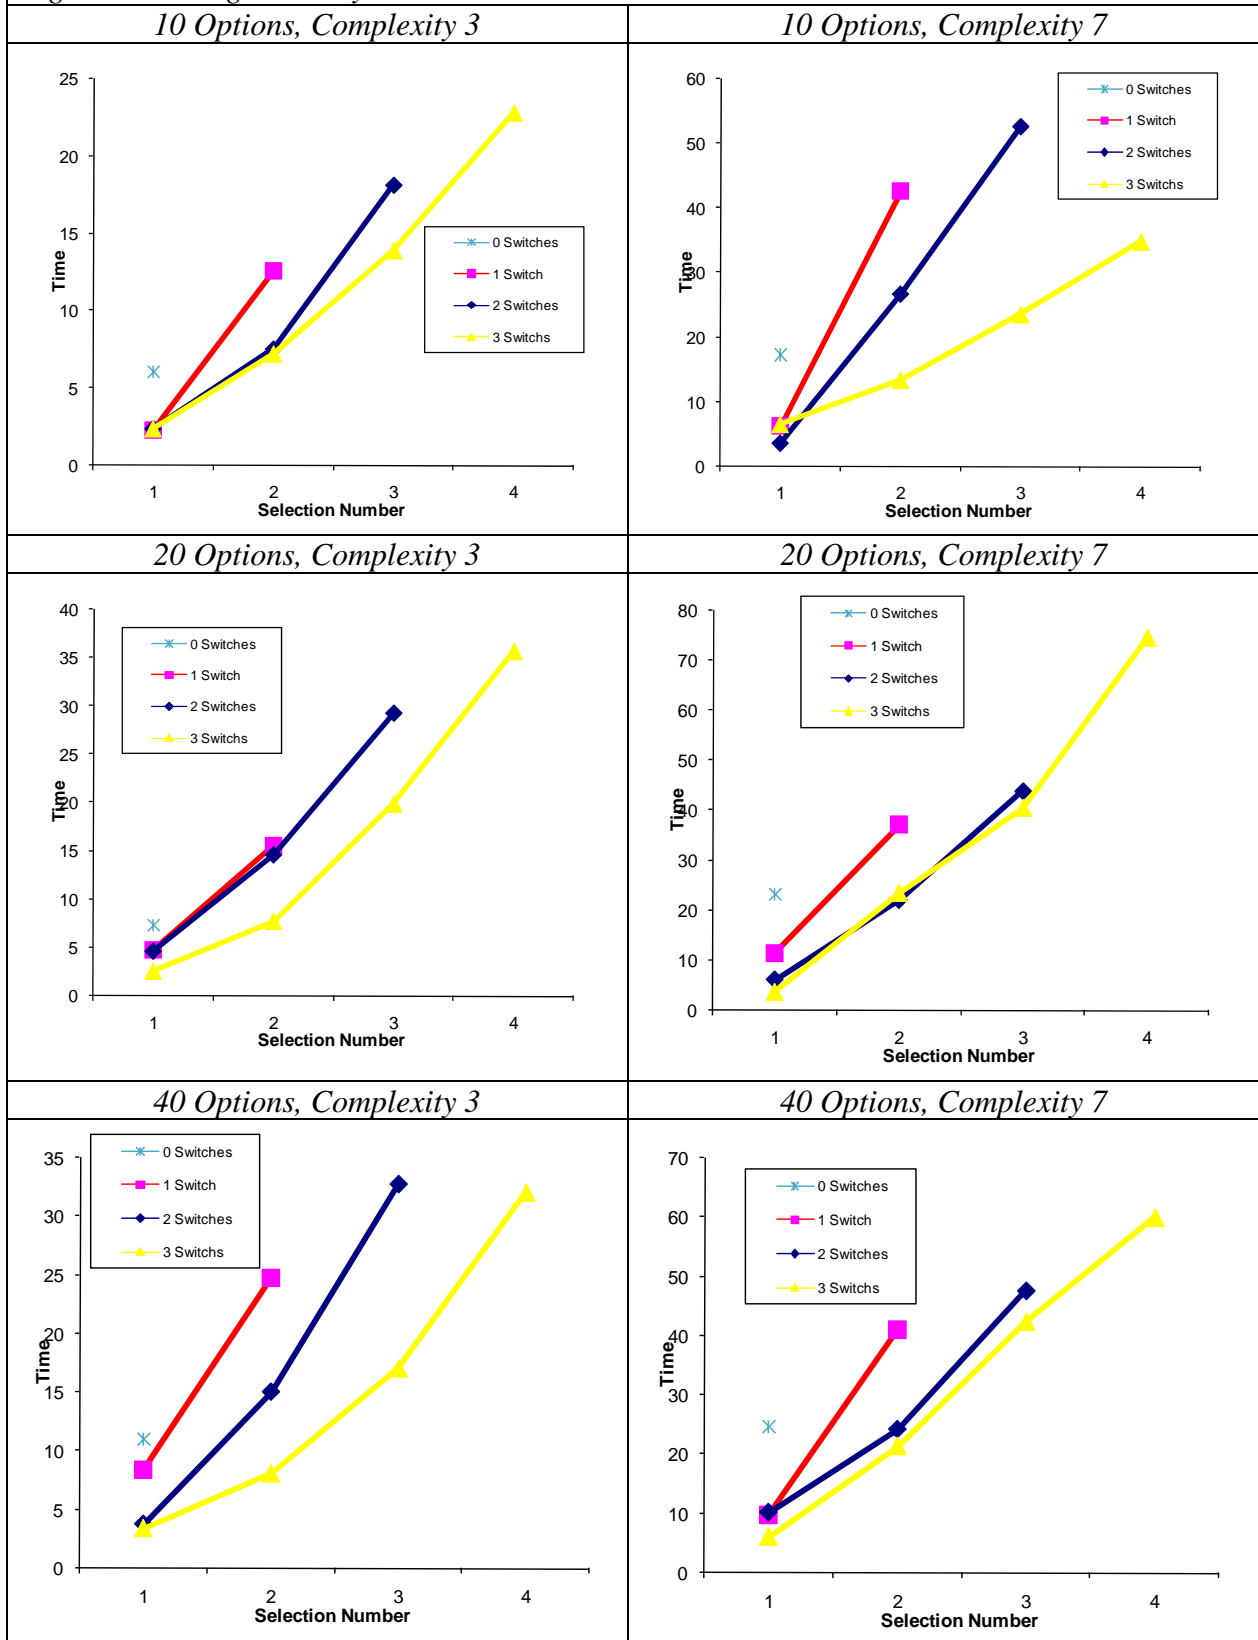 10 Options, Complexity 3
10 Options, Complexity 7
25
20
15
10
5
0
Time
1 2 3 4
Selection Number
0 Switches
1 Switch
2 Switches
3 Switchs
60
50
40
30
20
10
0
Time
1 2 3 4
Selection Number
0 Switches
1 Switch
2 Switches
3 Switchs
20 Options, Complexity 3
20 Options, Complexity 7
40
35
30
25
20
15
10
5
0
Time
1 2 3 4
Selection Number
0 Switches
1 Switch
2 Switches
3 Switchs
80
70
60
50
40
30
20
10
0
Time
1 2 3 4
Selection Number
0 Switches
1 Switch
2 Switches
3 Switchs
40 Options, Complexity 3
40 Options, Complexity 7
35
30
25
20
15
10
5
0
Time
1 2 3 4
Selection Number
0 Switches
1 Switch
2 Switches
3 Switchs
70
60
50
40
30
20
10
0
Time
1 2 3 4
Selection Number
0 Switches
1 Switch
2 Switches
3 Switchs